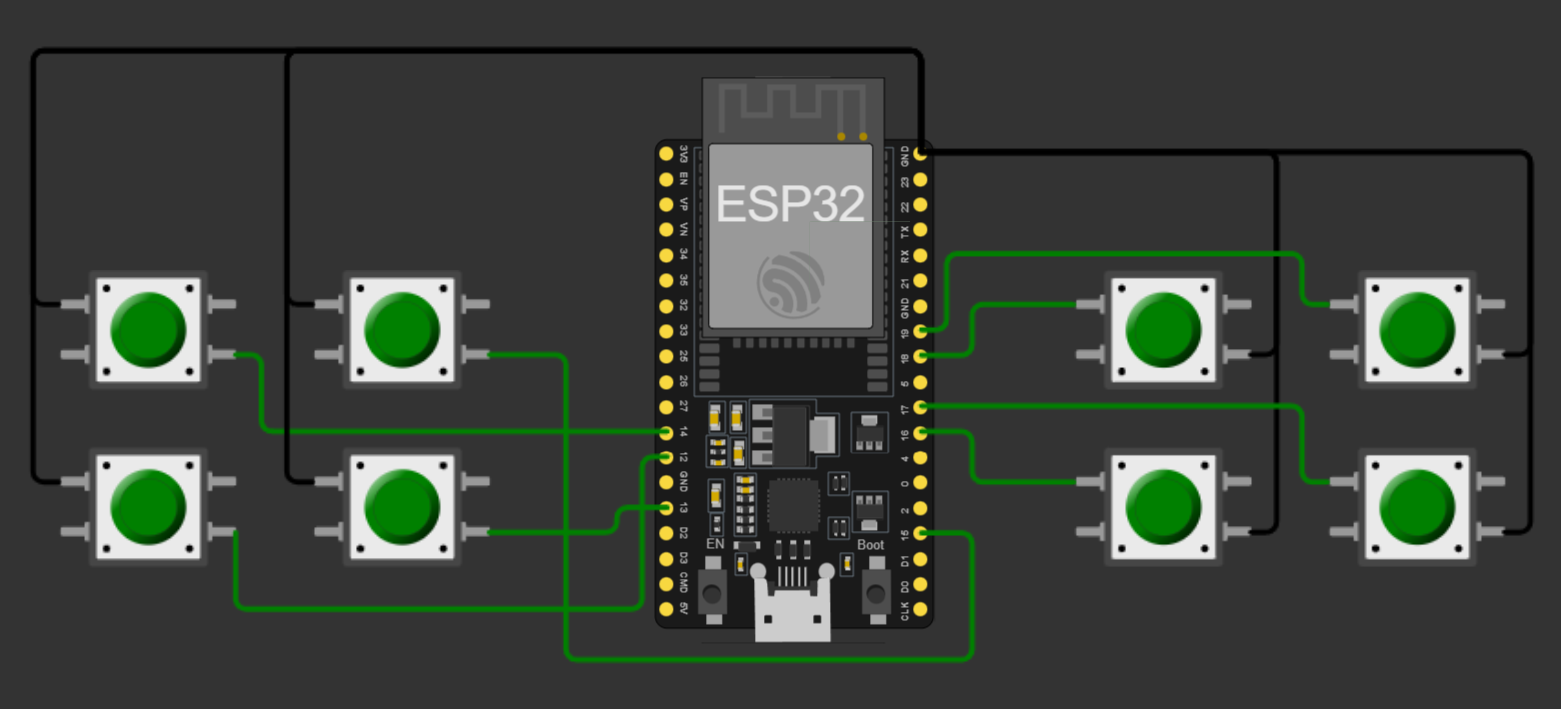 ESP32
3V3
EN
VP
VN
34
35
32
33
25
26
27
14
12
GND
13
D2
D3
CMD
5V
GND
23
22
TX
RX
21
GND
19
18
5
17
16
4
0
2
15
D1
D0
CLK
EN
Boot